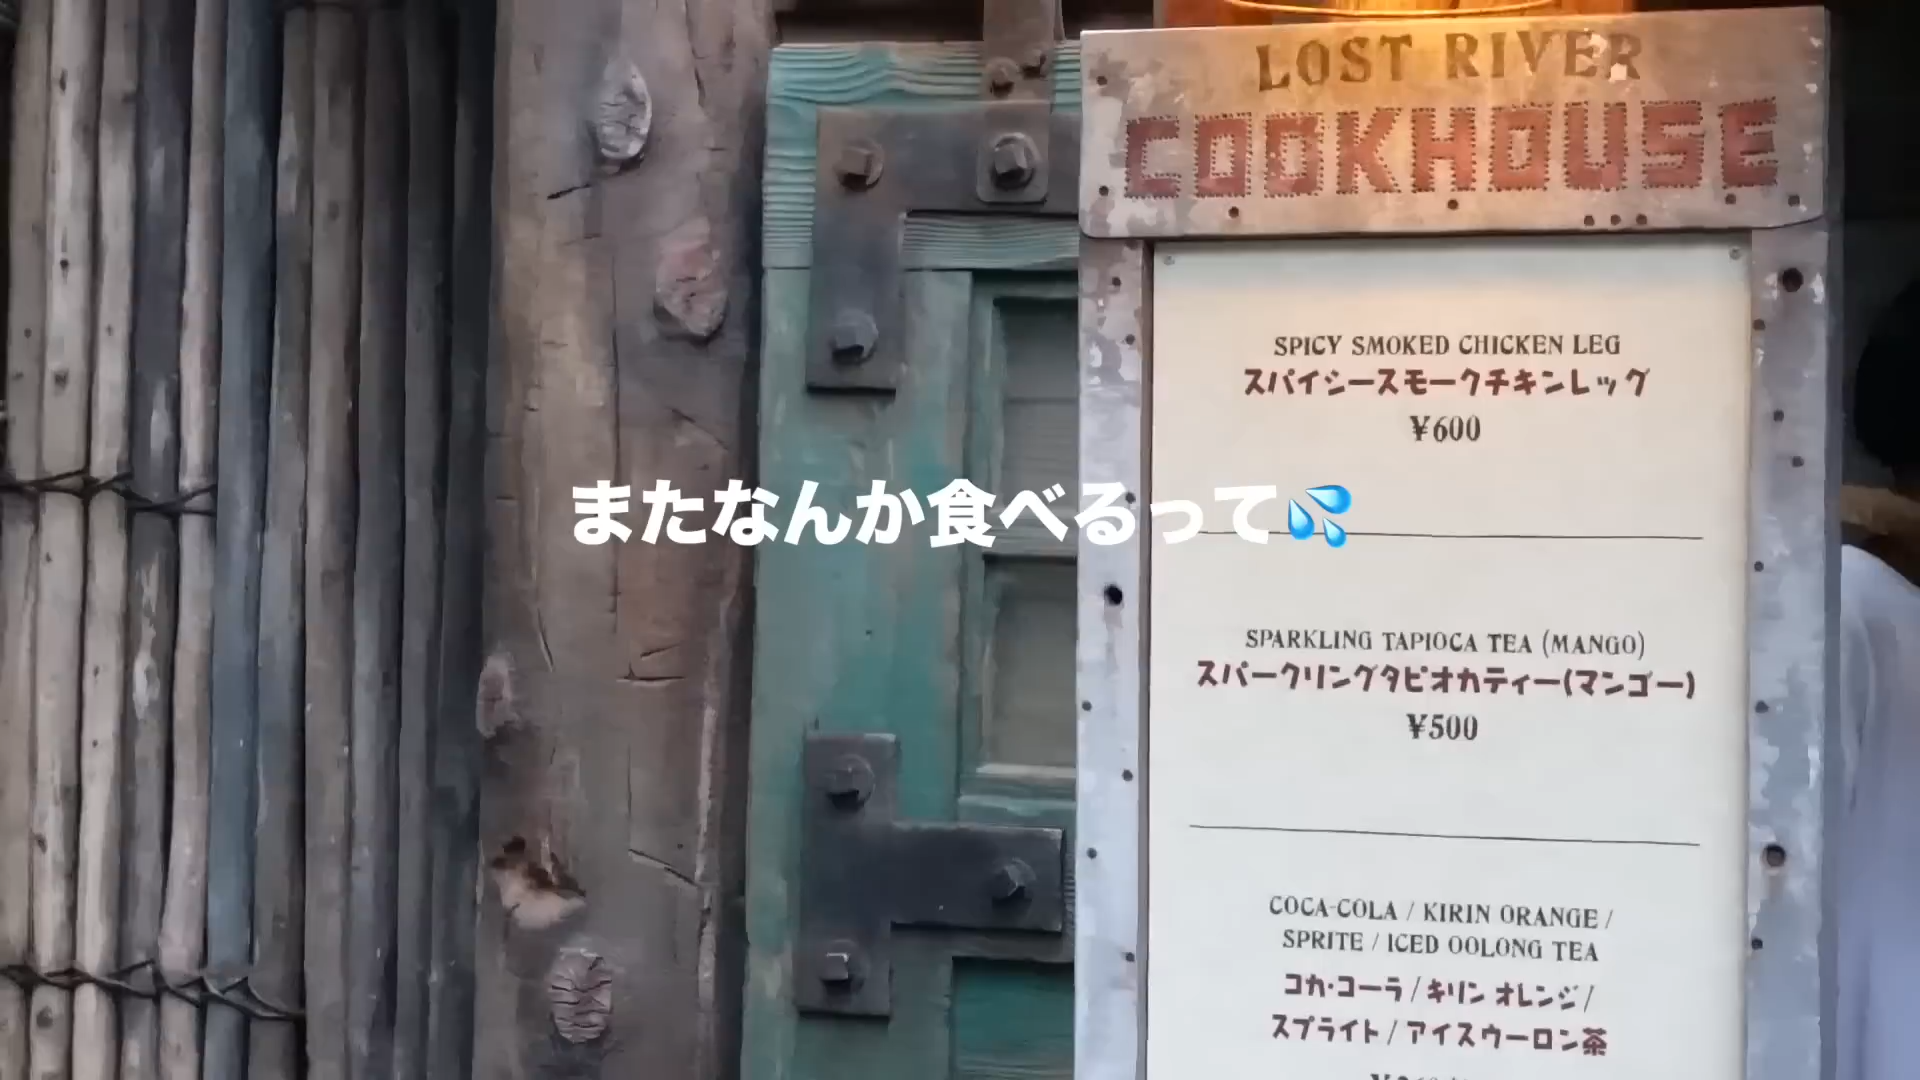 LOST RIVER
COOKHOUSE
SPICY SMOKED CHICKEN LEG
スパイシースモークチキンレッグ
¥600
またなんか食べるって💦
SPARKLING TAPIOCA TEA (MANGO)
スパークリングタピオカティー(マンゴー)
¥500
COCA-COLA / KIRIN ORANGE /
SPRITE / ICED OOLONG TEA
コカ・コーラ / キリン オレンジ /
スプライト / アイスウーロン茶